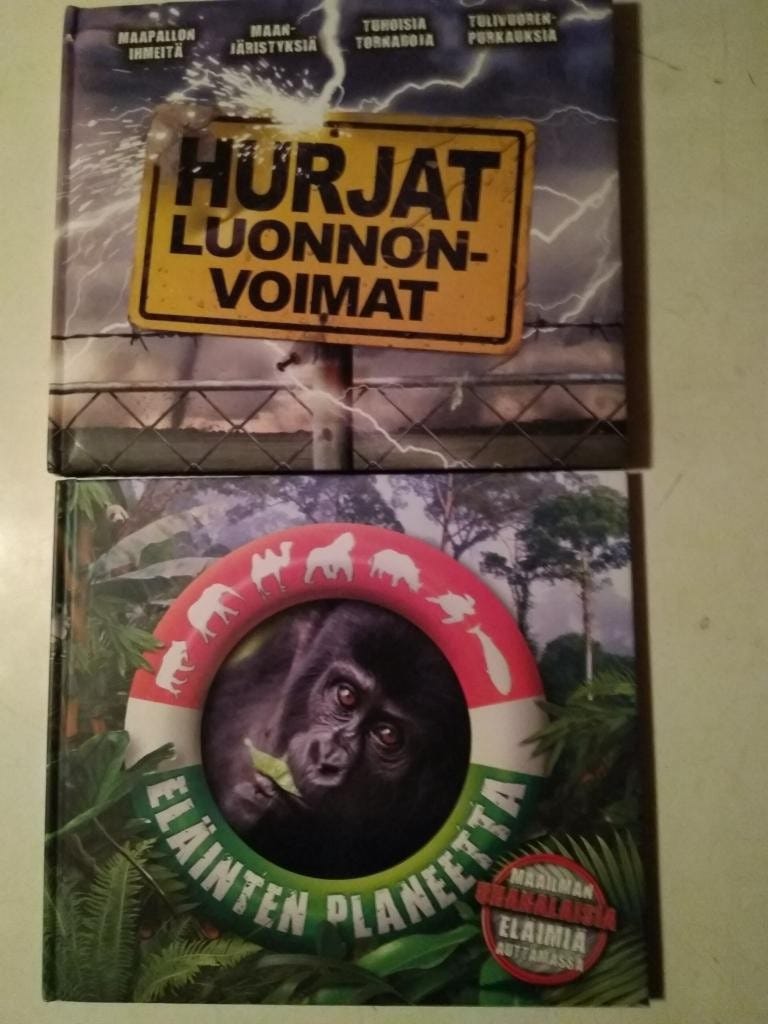 MAAPALLON
IHMEITÄ
MAAN-
JÄRISTYKSIÄ
TUHOISIA
TORNADOJA
TULIVUOREN-
PURKAUKSIA
HURJAT
LUONNON-
VOIMAT
ELÄINTEN PLANEETTA
MAAILMAN
UHANALAISIA
ELÄIMIÄ
AUTTAMASSA